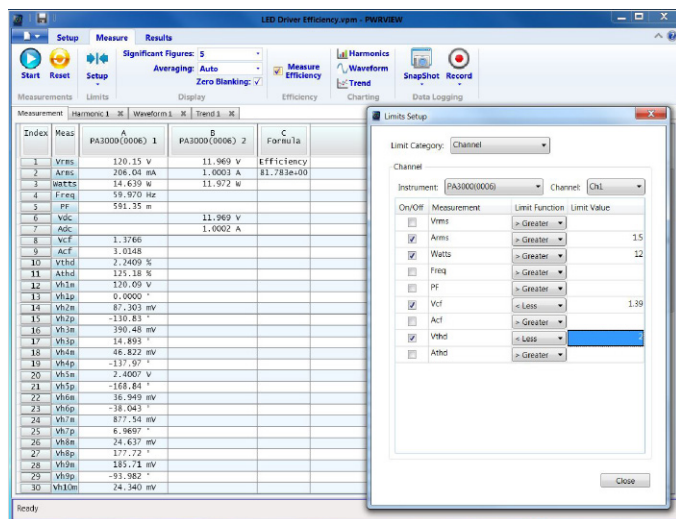 LED Driver Efficiency.vpm - PWRVIEW
Setup Measure Results
Significant Figures: 5
Averaging: Auto
Zero Blanking:
Measure Efficiency
Harmonics
Waveform
Trend
Start Reset Setup SnapShot Record
Measurements Limits Display Efficiency Charting Data Logging
Measurement Harmonic 1 Waveform 1 Trend 1
Index Meas A PA3000(0006) 1 B PA3000(0006) 2 C Formula
1 Vrms 120.15 V 11.969 V Efficiency
2 Arms 206.04 mA 1.0003 A 81.783e+00
3 Watts 14.639 W 11.972 W
4 Freq 59.970 Hz
5 PF 591.35 m
6 Vdc 11.969 V
7 Adc 1.0002 A
8 Vcf 1.3766
9 Acf 3.0148
10 Vthd 2.2409 %
11 Athd 125.18 %
12 Vh1m 120.09 V
13 Vh1p 0.0000 °
14 Vh2m 87.303 mV
15 Vh2p -130.83 °
16 Vh3m 390.48 mV
17 Vh3p 14.893 °
18 Vh4m 46.822 mV
19 Vh4p -137.97 °
20 Vh5m 2.4007 V
21 Vh5p -168.84 °
22 Vh6m 36.949 mV
23 Vh6p -38.043 °
24 Vh7m 877.54 mV
25 Vh7p 6.9697 °
26 Vh8m 24.637 mV
27 Vh8p 177.72 °
28 Vh9m 185.71 mV
29 Vh9p -93.982 °
30 Vh10m 24.340 mV
Ready
Limits Setup
Limit Category: Channel
Channel
Instrument: PA3000(0006) Channel: Ch1
On/Off Measurement Limit Function Limit Value
Vrms > Greater
Arms > Greater 1.5
Watts > Greater 12
Freq > Greater
PF > Greater
Vcf < Less 1.39
Acf > Greater
Vthd < Less 2
Athd > Greater
Close